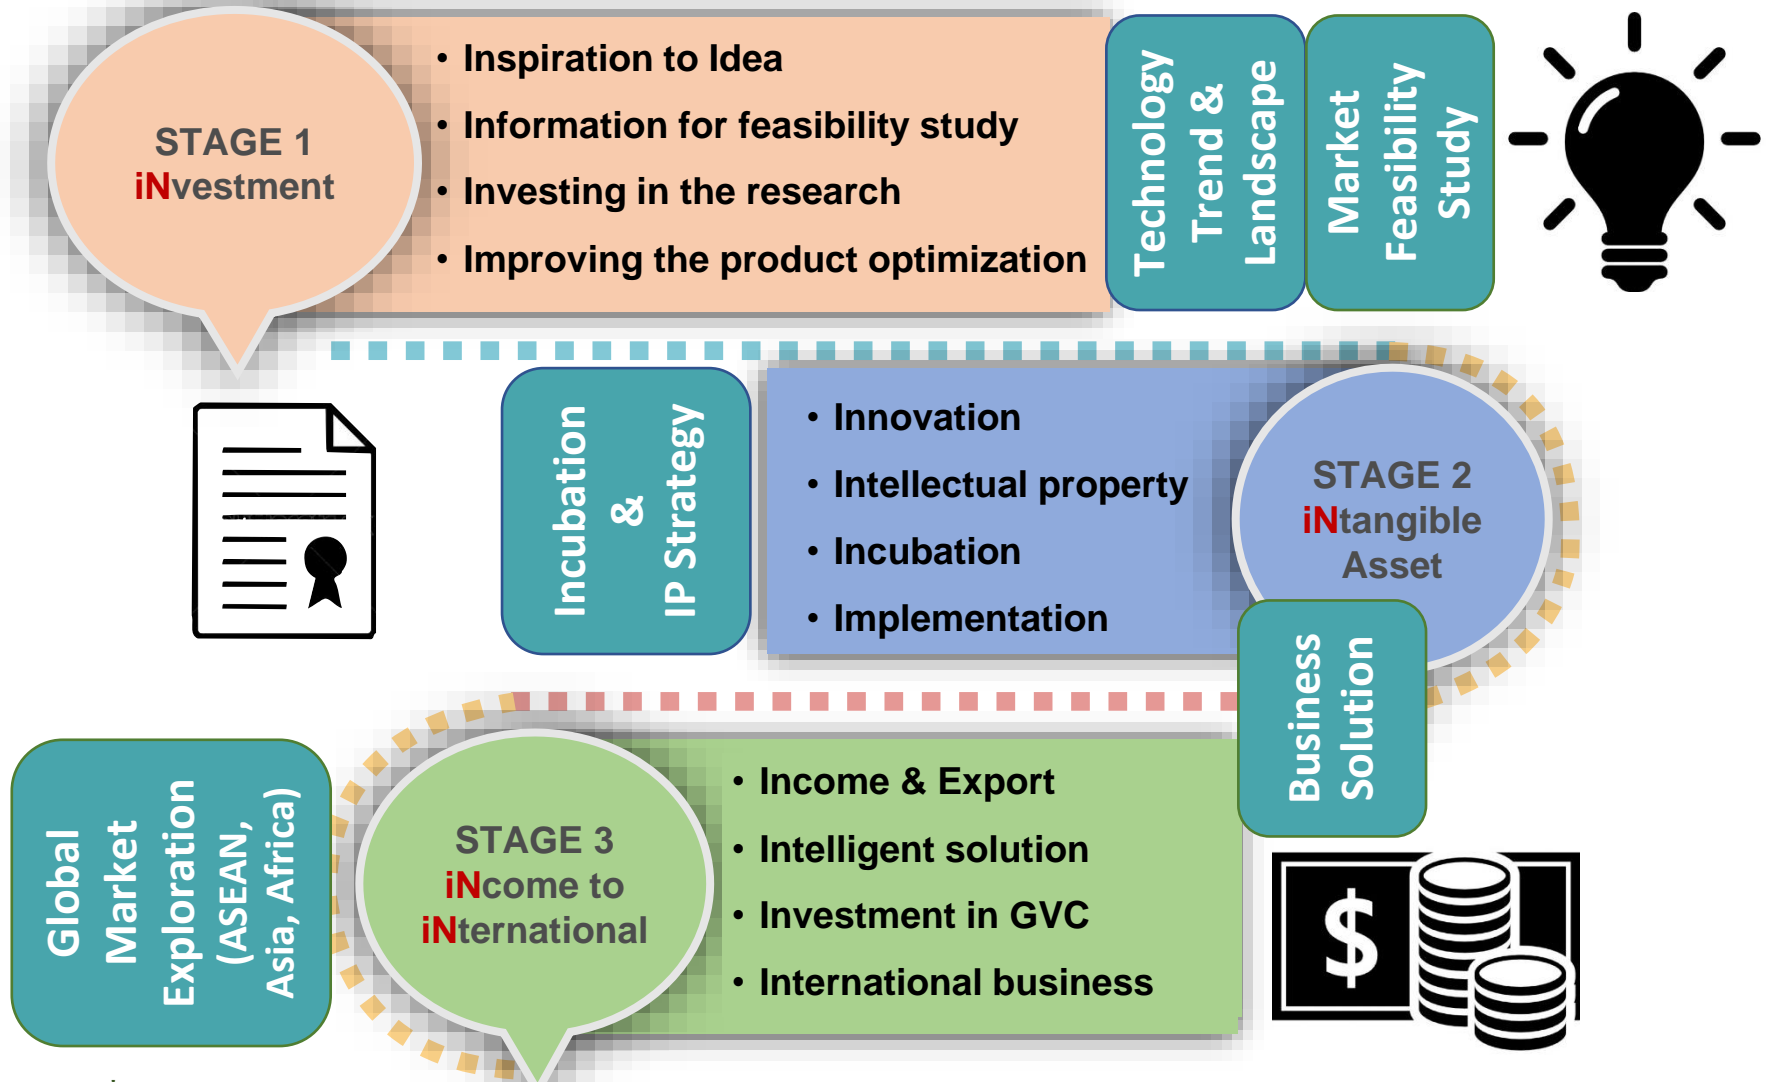 STAGE 1
iNvestment
• Inspiration to Idea
• Information for feasibility study
• Investing in the research
• Improving the product optimization
Technology
Trend &
Landscape
Market
Feasibility
Study
Incubation
&
IP Strategy
• Innovation
• Intellectual property
• Incubation
• Implementation
STAGE 2
iNtangible
Asset
Business
Solution
Global
Market
Exploration
(ASEAN,
Asia, Africa)
STAGE 3
iNcome to
iNternational
• Income & Export
• Intelligent solution
• Investment in GVC
• International business
$